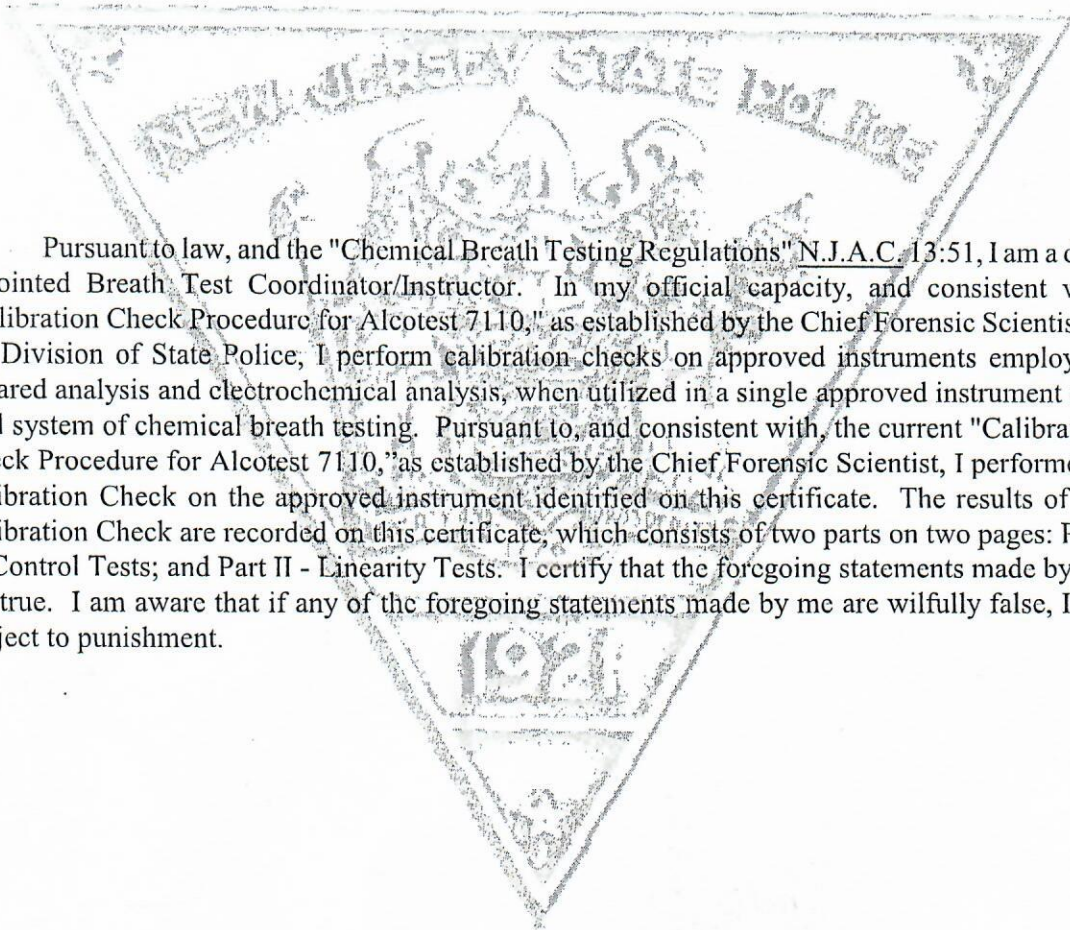 NEW JERSEY STATE POLICE
Pursuant to law, and the "Chemical Breath Testing Regulations" N.J.A.C. 13:51, I am a d
ointed Breath Test Coordinator/Instructor. In my official capacity, and consistent v
libration Check Procedure for Alcotest 7110," as established by the Chief Forensic Scientis
Division of State Police, I perform calibration checks on approved instruments employ
ared analysis and electrochemical analysis, when utilized in a single approved instrument
l system of chemical breath testing. Pursuant to, and consistent with, the current "Calibra
ck Procedure for Alcotest 7110," as established by the Chief Forensic Scientist, I performe
ibration Check on the approved instrument identified on this certificate. The results of
ibration Check are recorded on this certificate, which consists of two parts on two pages: P
Control Tests; and Part II - Linearity Tests. I certify that the foregoing statements made by
true. I am aware that if any of the foregoing statements made by me are wilfully false, I
ject to punishment.
1921